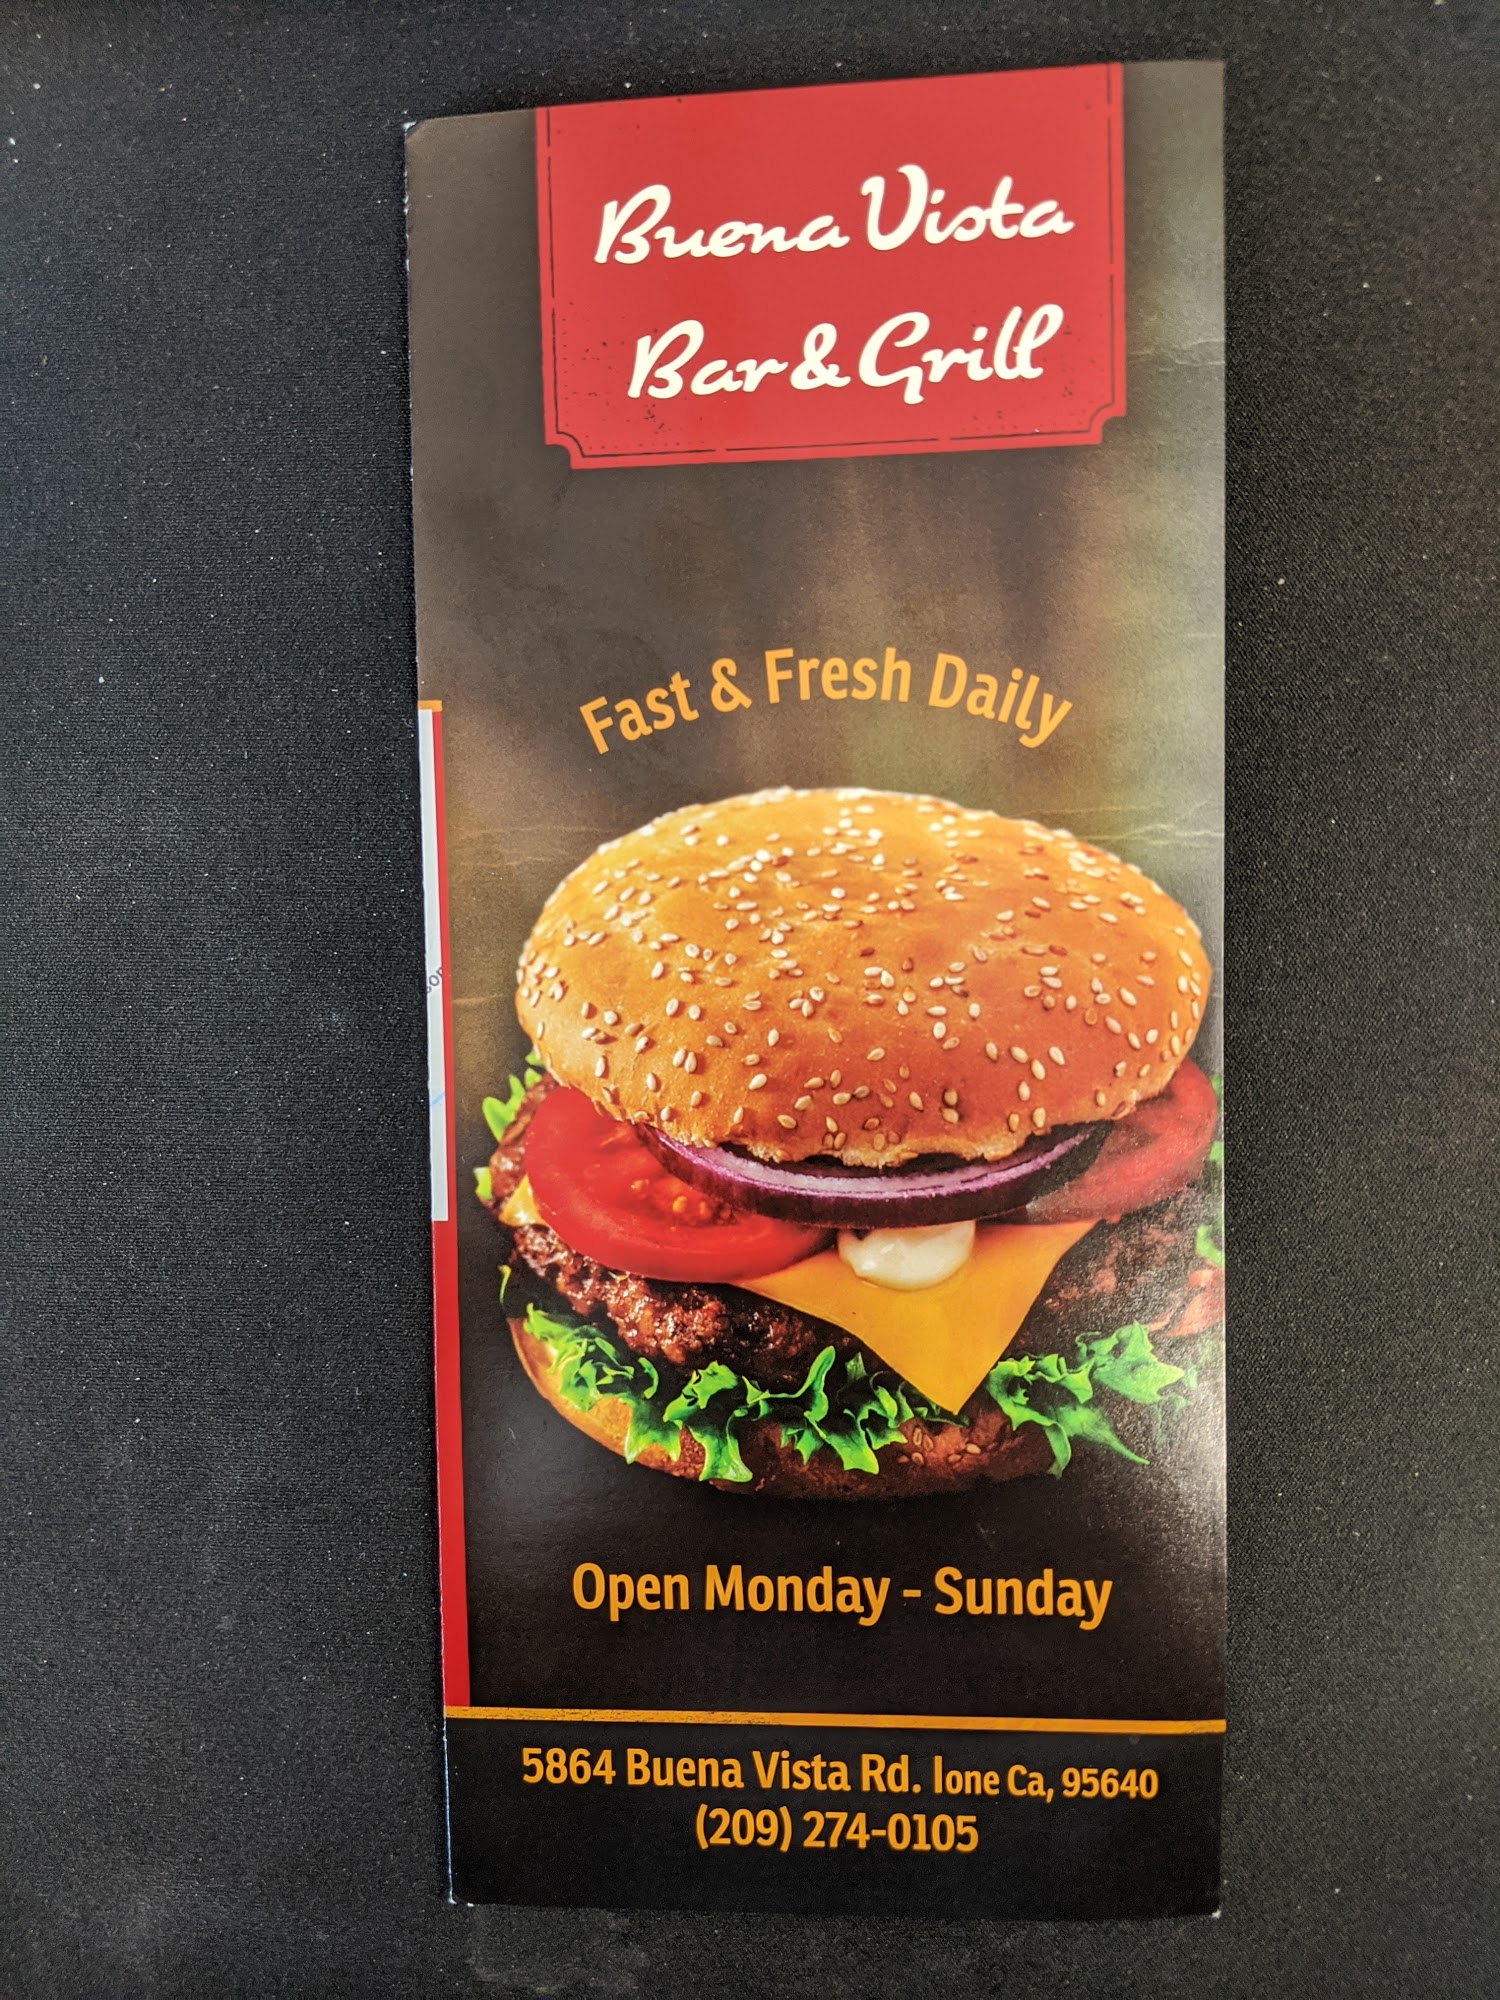 Buena Vista
Bar & Grill
Fast & Fresh Daily
Open Monday - Sunday
5864 Buena Vista Rd. Ione Ca, 95640
(209) 274-0105